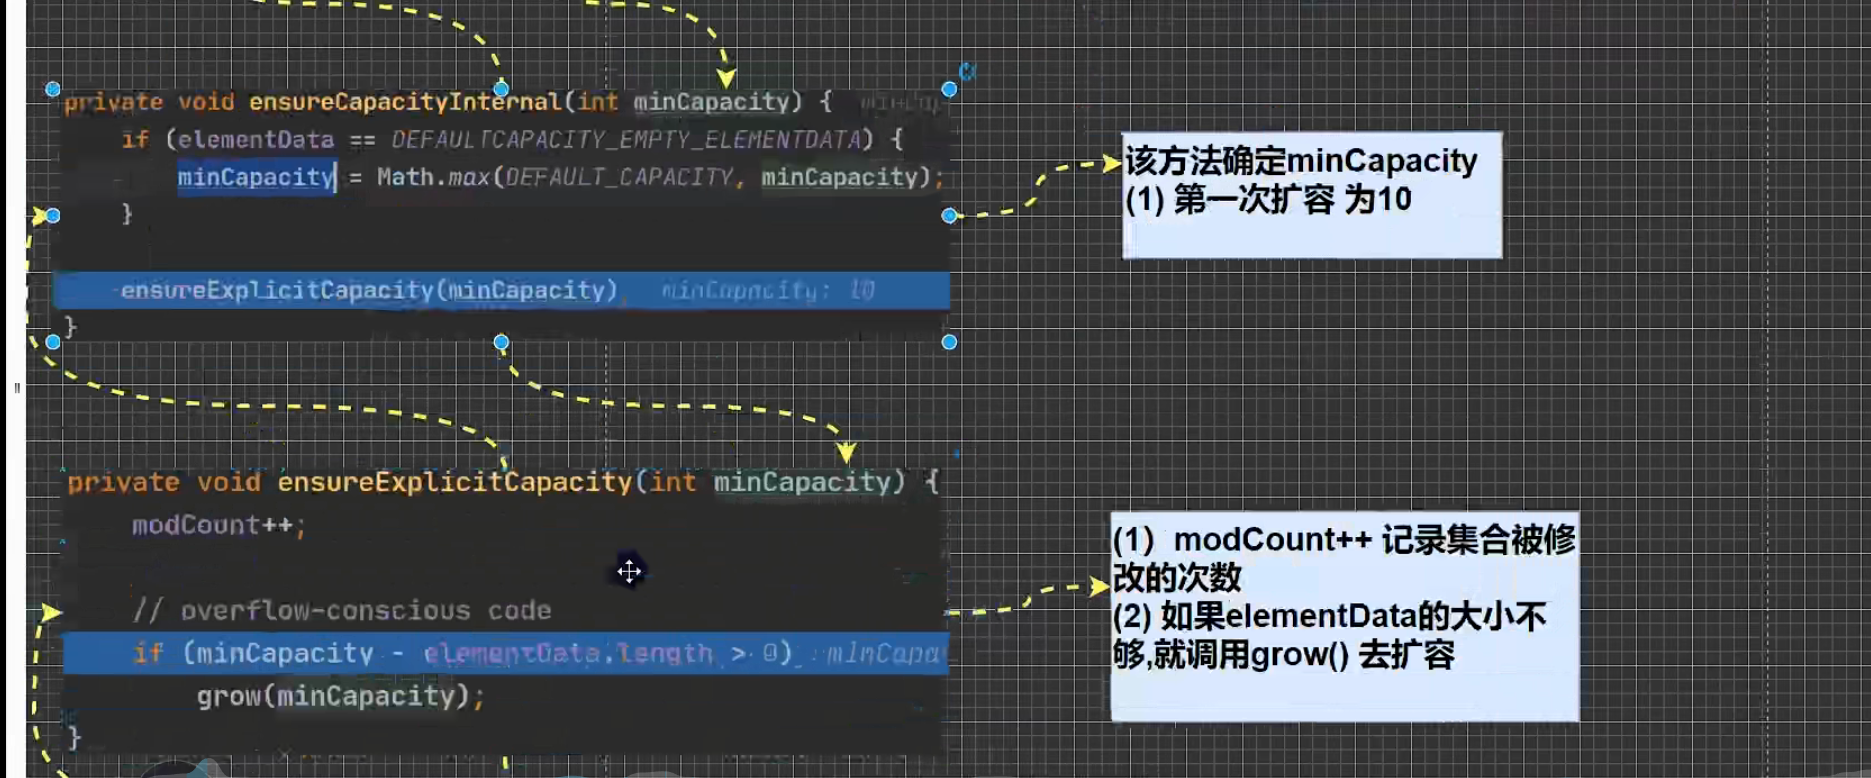 private void ensureCapacityInternal(int minCapacity) {
if (elementData == DEFAULTCAPACITY_EMPTY_ELEMENTDATA) {
minCapacity = Math.max(DEFAULT_CAPACITY, minCapacity);
}
ensureExplicitCapacity(minCapacity); minCapacity: 10
}
该方法确定minCapacity
(1) 第一次扩容 为10
private void ensureExplicitCapacity(int minCapacity) {
modCount++;
// overflow-conscious code
if (minCapacity - elementData.length > 0) minCapa
grow(minCapacity);
}
(1）modCount++ 记录集合被修
改的次数
(2) 如果elementData的大小不
够,就调用grow() 去扩容